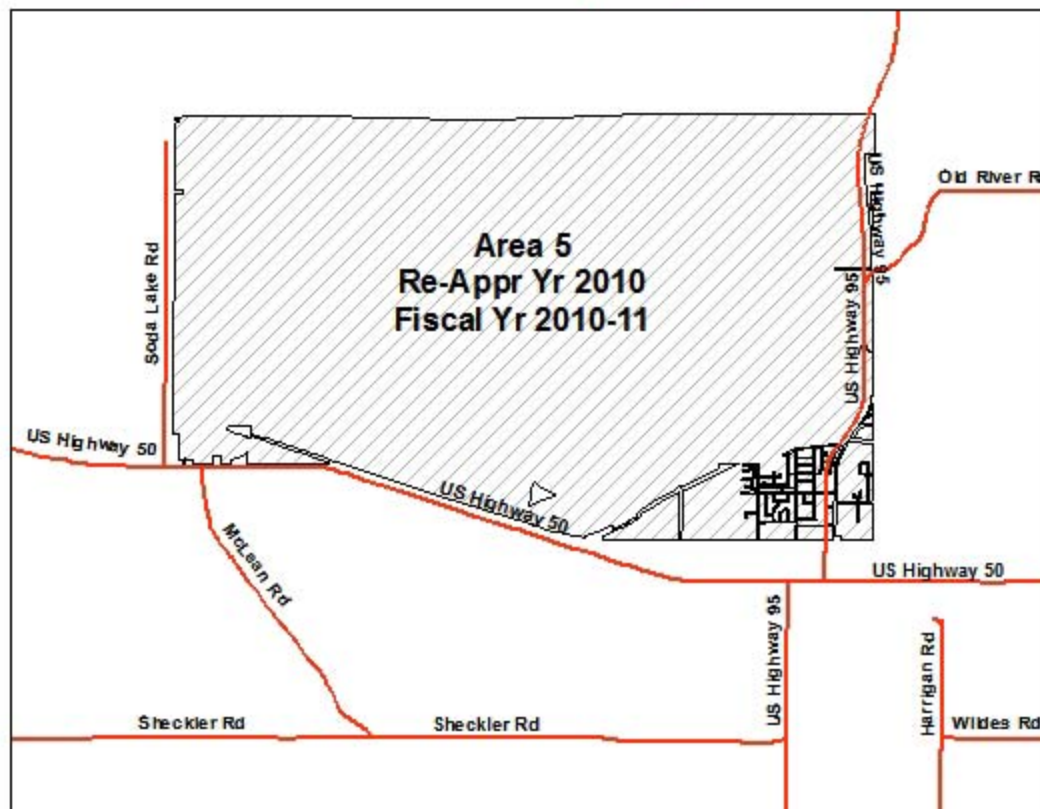 US Highway 95
Old River R
Area 5
Re-Appr Yr 2010
Fiscal Yr 2010-11
Soda Lake Rd
US Highway 95
US Highway 50
US Highway 50
McLean Rd
US Highway 50
US Highway 95
Harrigan Rd
Sheckler Rd
Sheckler Rd
Wildes Rd